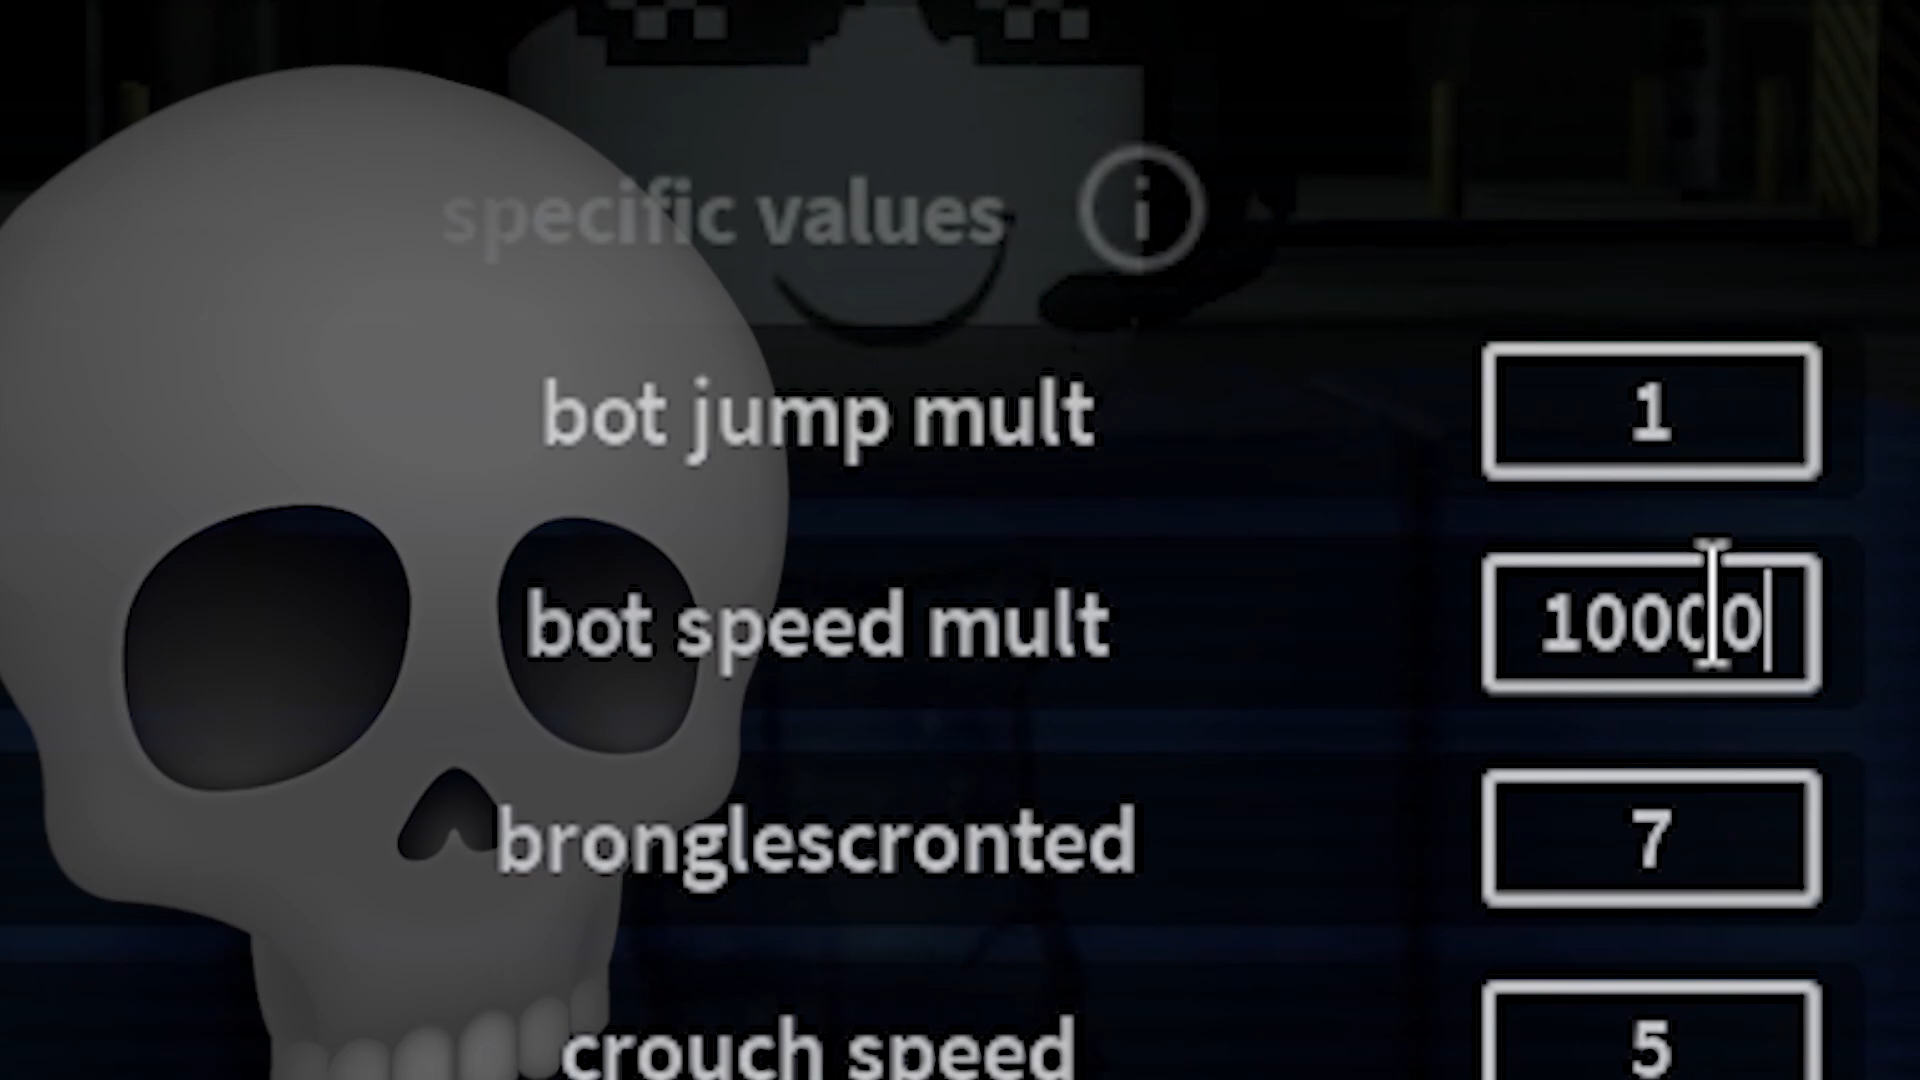 specific values i
bot jump mult 1
bot speed mult 10000
bronglescronted 7
crouch speed 5